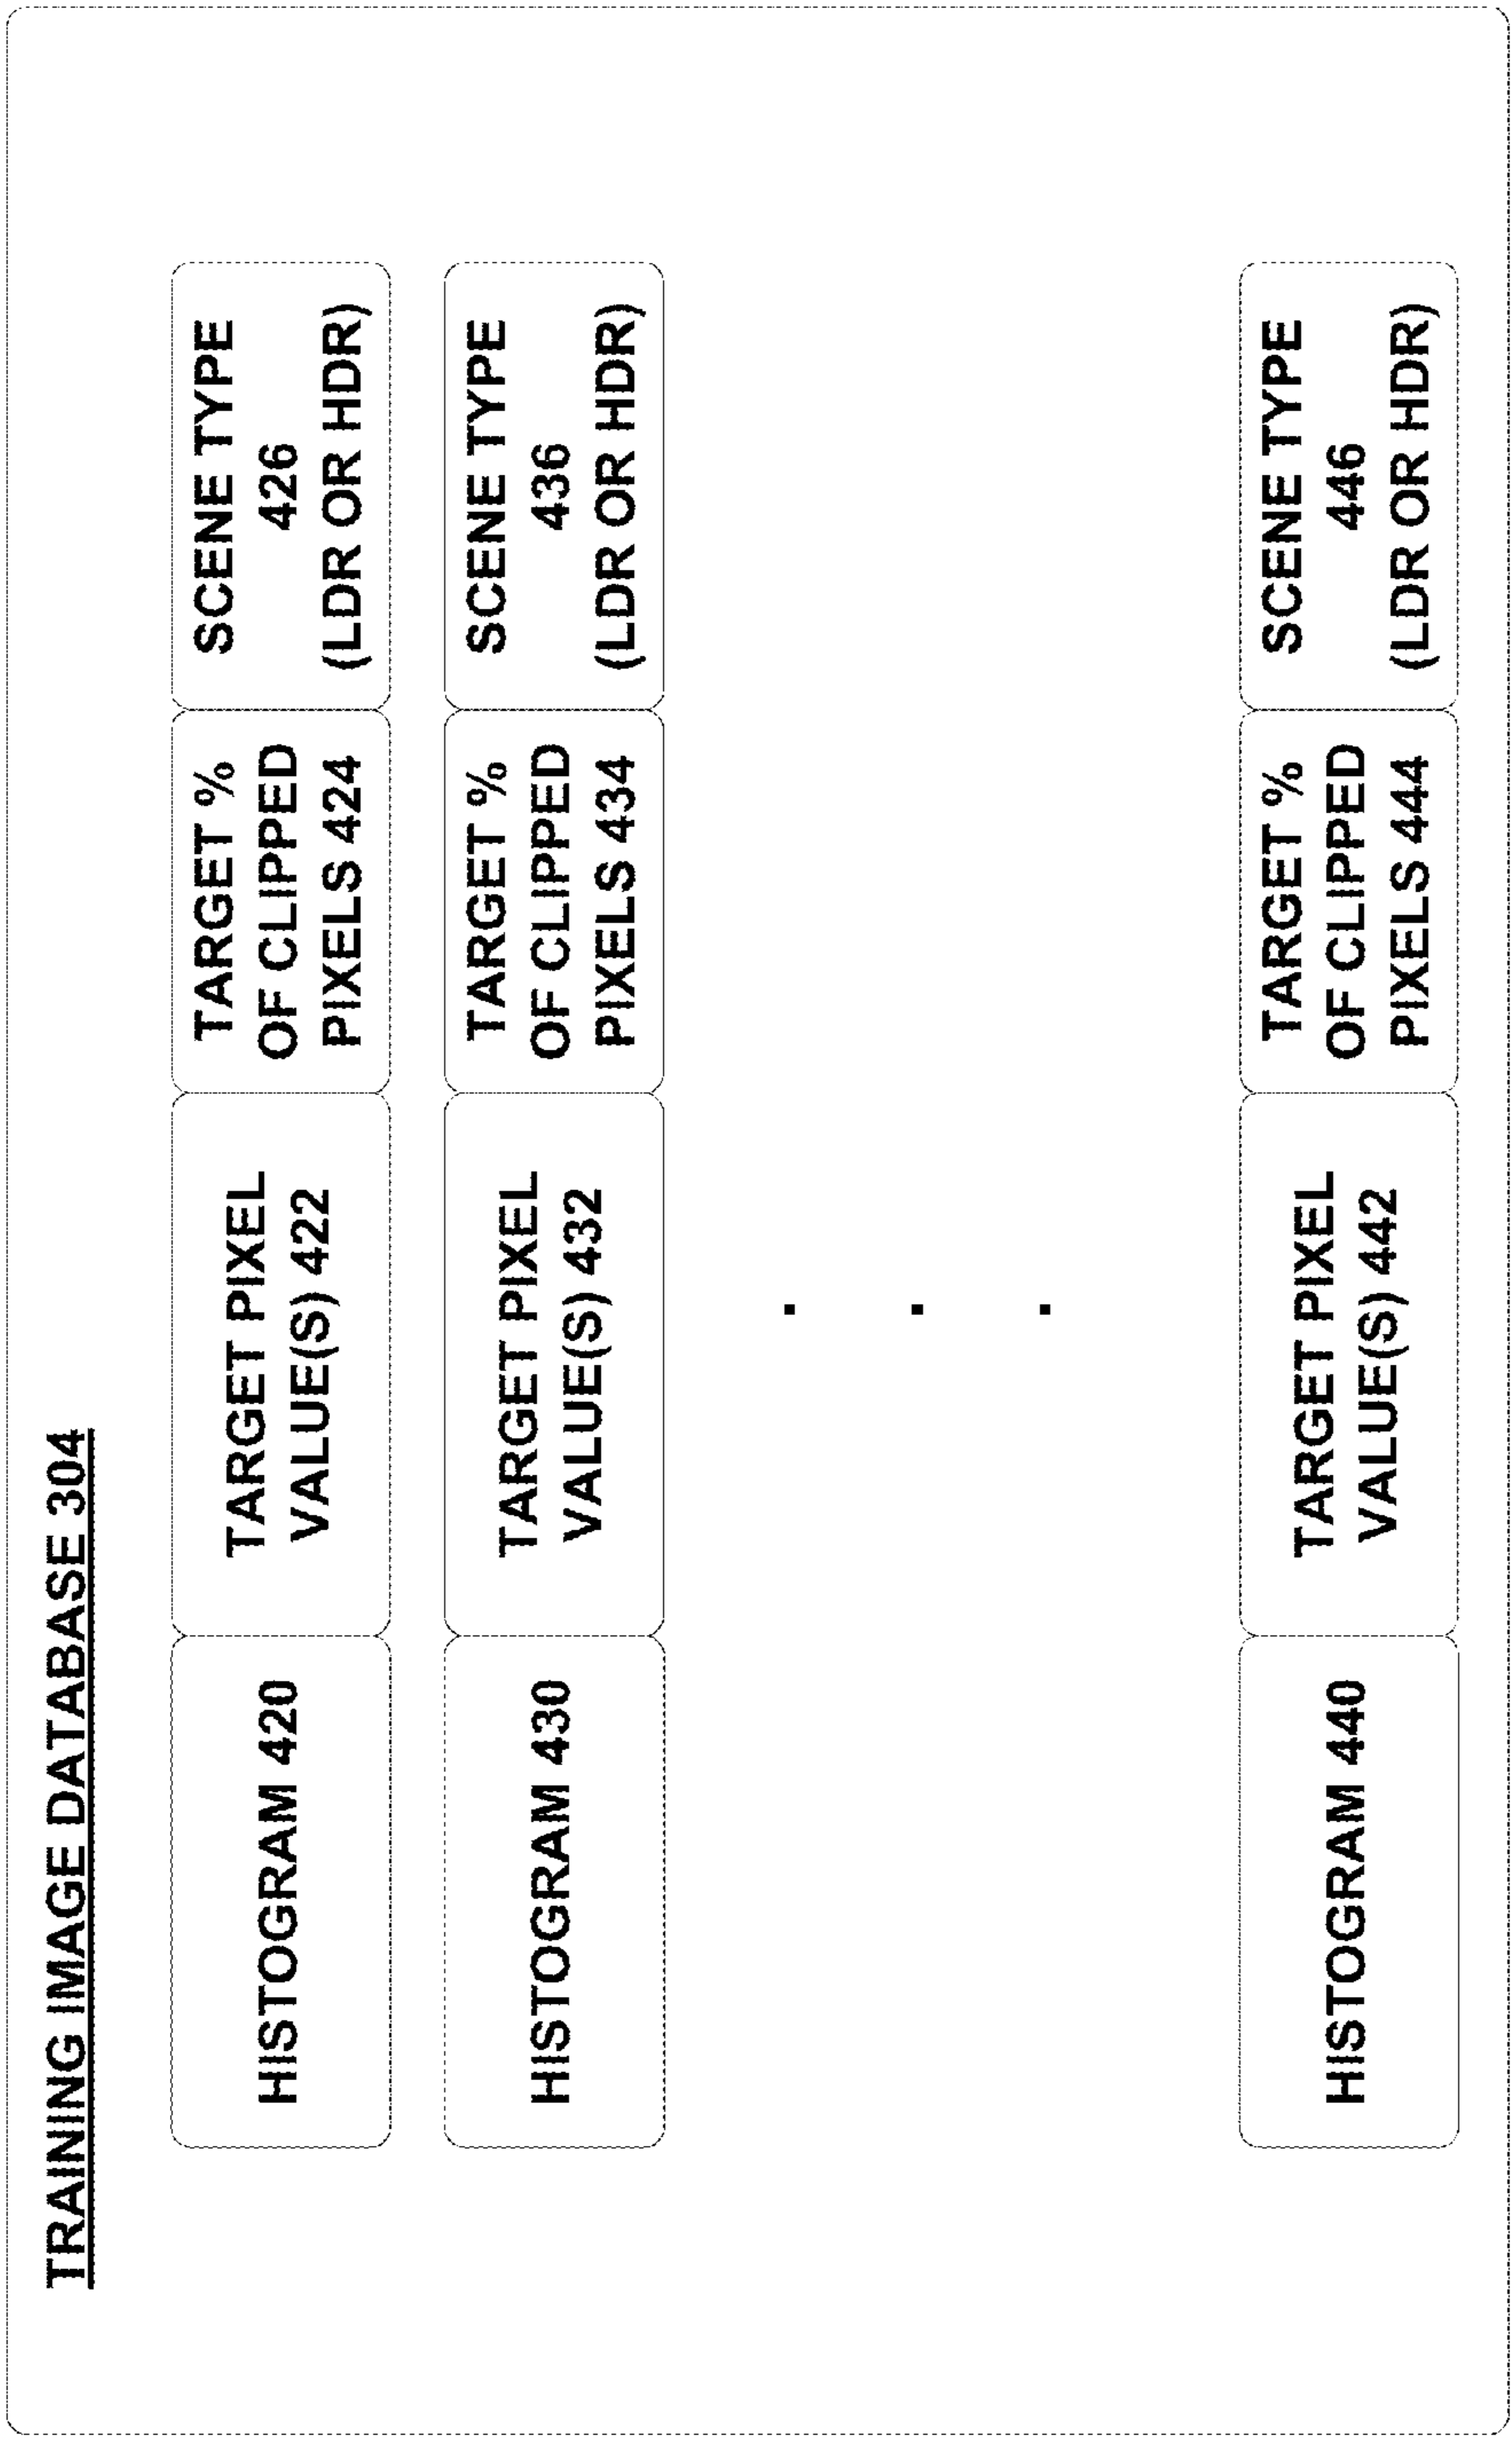 TRAINING IMAGE DATABASE 304
HISTOGRAM 420
TARGET PIXEL
VALUE(S) 422
TARGET %
OF CLIPPED
PIXELS 424
SCENE TYPE
426
(LDR OR HDR)
HISTOGRAM 430
TARGET PIXEL
VALUE(S) 432
TARGET %
OF CLIPPED
PIXELS 434
SCENE TYPE
436
(LDR OR HDR)
. . .
HISTOGRAM 440
TARGET PIXEL
VALUE(S) 442
TARGET %
OF CLIPPED
PIXELS 444
SCENE TYPE
446
(LDR OR HDR)